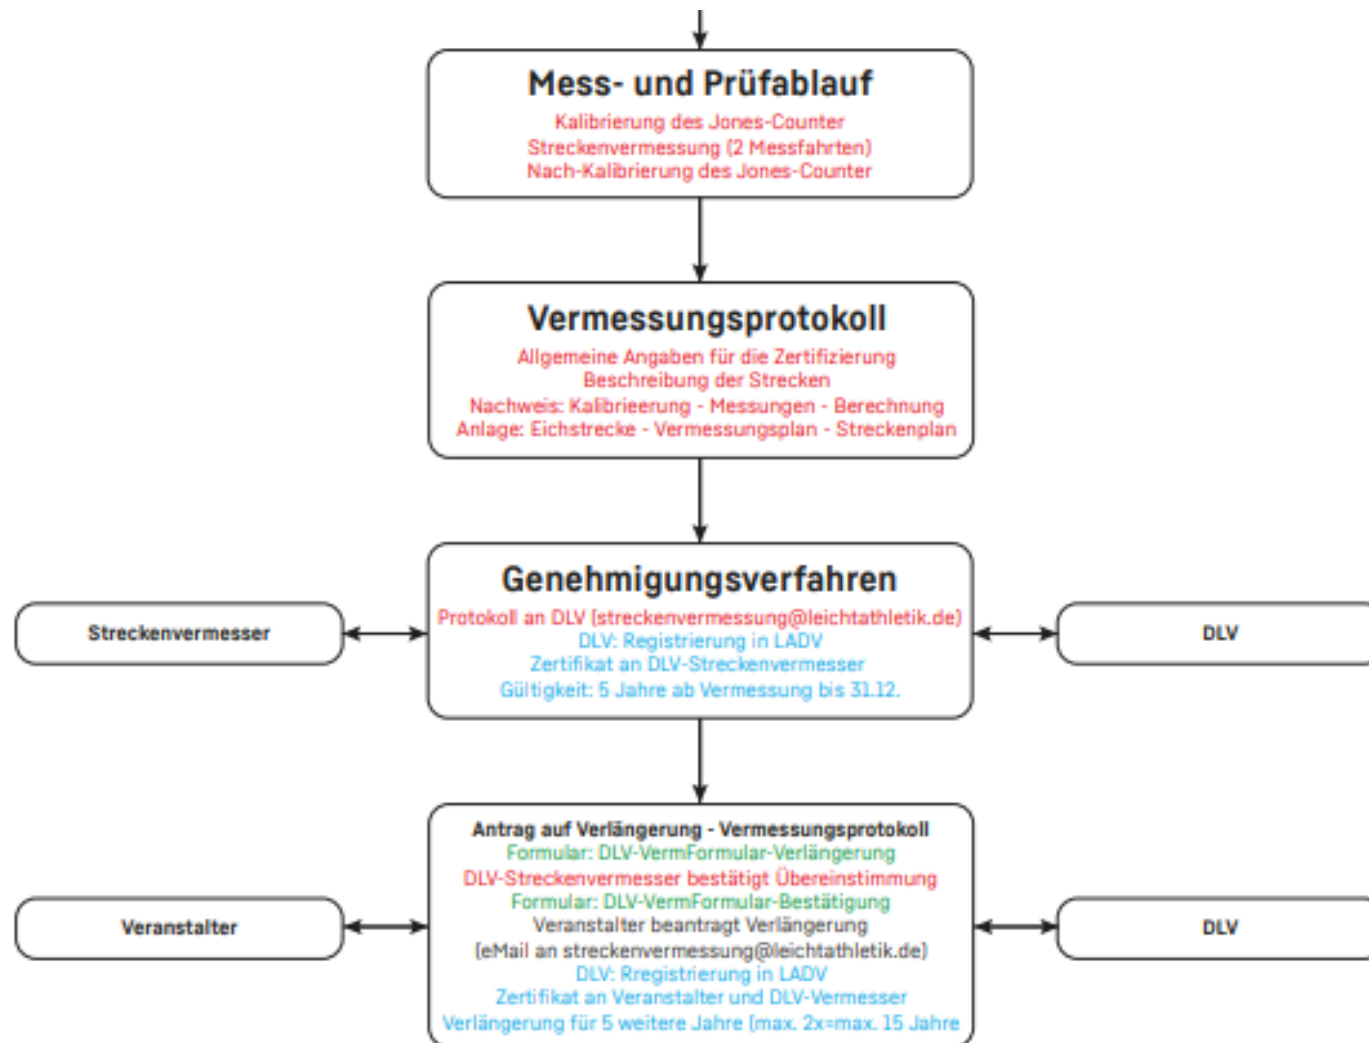 Mess- und Prüfablauf
Kalibrierung des Jones-Counter
Streckenvermessung (2 Messfahrten)
Nach-Kalibrierung des Jones-Counter
Vermessungsprotokoll
Allgemeine Angaben für die Zertifizierung
Beschreibung der Strecken
Nachweis: Kalibrieerung - Messungen - Berechnung
Anlage: Eichstrecke - Vermessungsplan - Streckenplan
Genehmigungsverfahren
Protokoll an DLV (streckenvermessung@leichtathletik.de)
DLV: Registrierung in LADV
Zertifikat an DLV-Streckenvermesser
Gültigkeit: 5 Jahre ab Vermessung bis 31.12.
Streckenvermesser
DLV
Antrag auf Verlängerung - Vermessungsprotokoll
Formular: DLV-VermFormular-Verlängerung
DLV-Streckenvermesser bestätigt Übereinstimmung
Formular: DLV-VermFormular-Bestätigung
Veranstalter beantragt Verlängerung
(eMail an streckenvermessung@leichtathletik.de)
DLV: Rregistrierung in LADV
Zertifikat an Veranstalter und DLV-Vermesser
Verlängerung für 5 weitere Jahre (max. 2x=max. 15 Jahre
Veranstalter
DLV